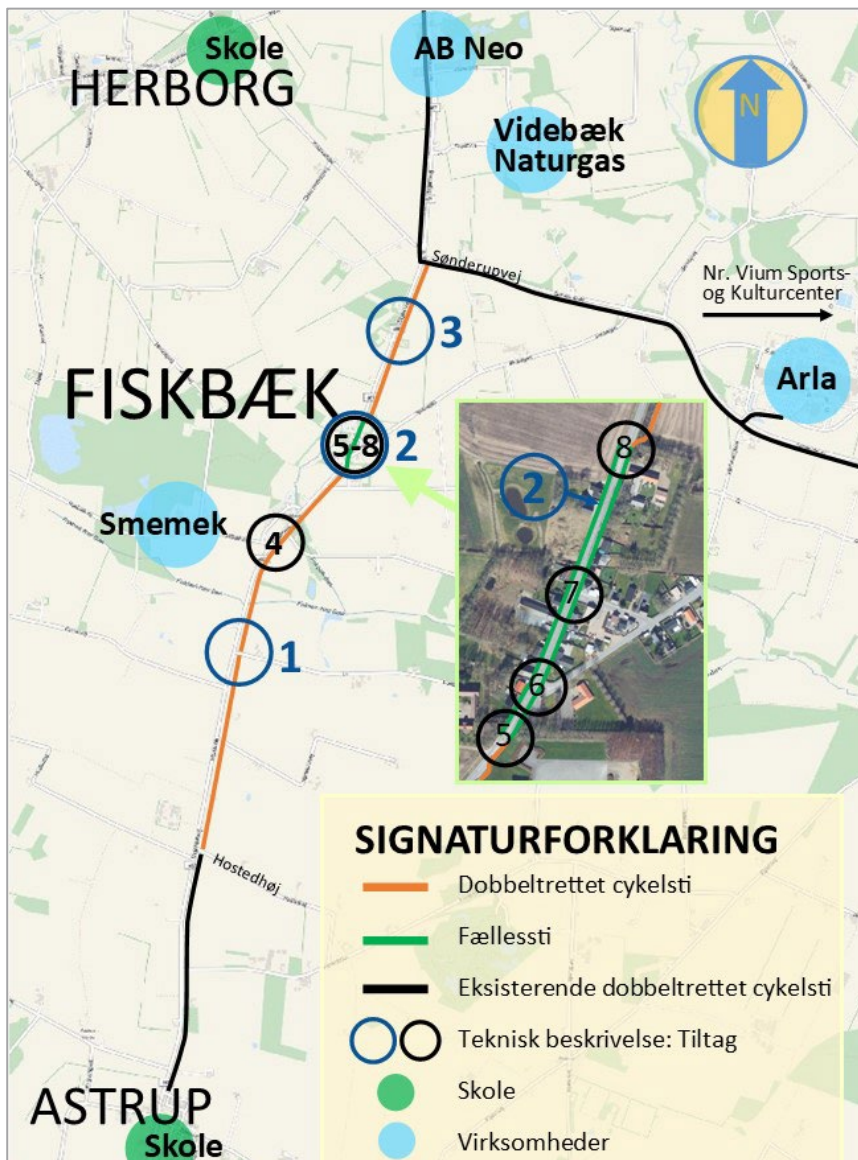 Skole
HERBORG
AB Neo
Videbæk
Naturgas
N
Sønderupvej
Nr. Vium Sports-
og Kulturcenter
3
Arla
FISKBÆK
5-8
2
8
2
Smemek
4
7
1
6
5
Hostedhøj
SIGNATURFORKLARING
Dobbeltrettet cykelsti
Fællessti
Eksisterende dobbeltrettet cykelsti
Teknisk beskrivelse: Tiltag
Skole
Virksomheder
ASTRUP
Skole